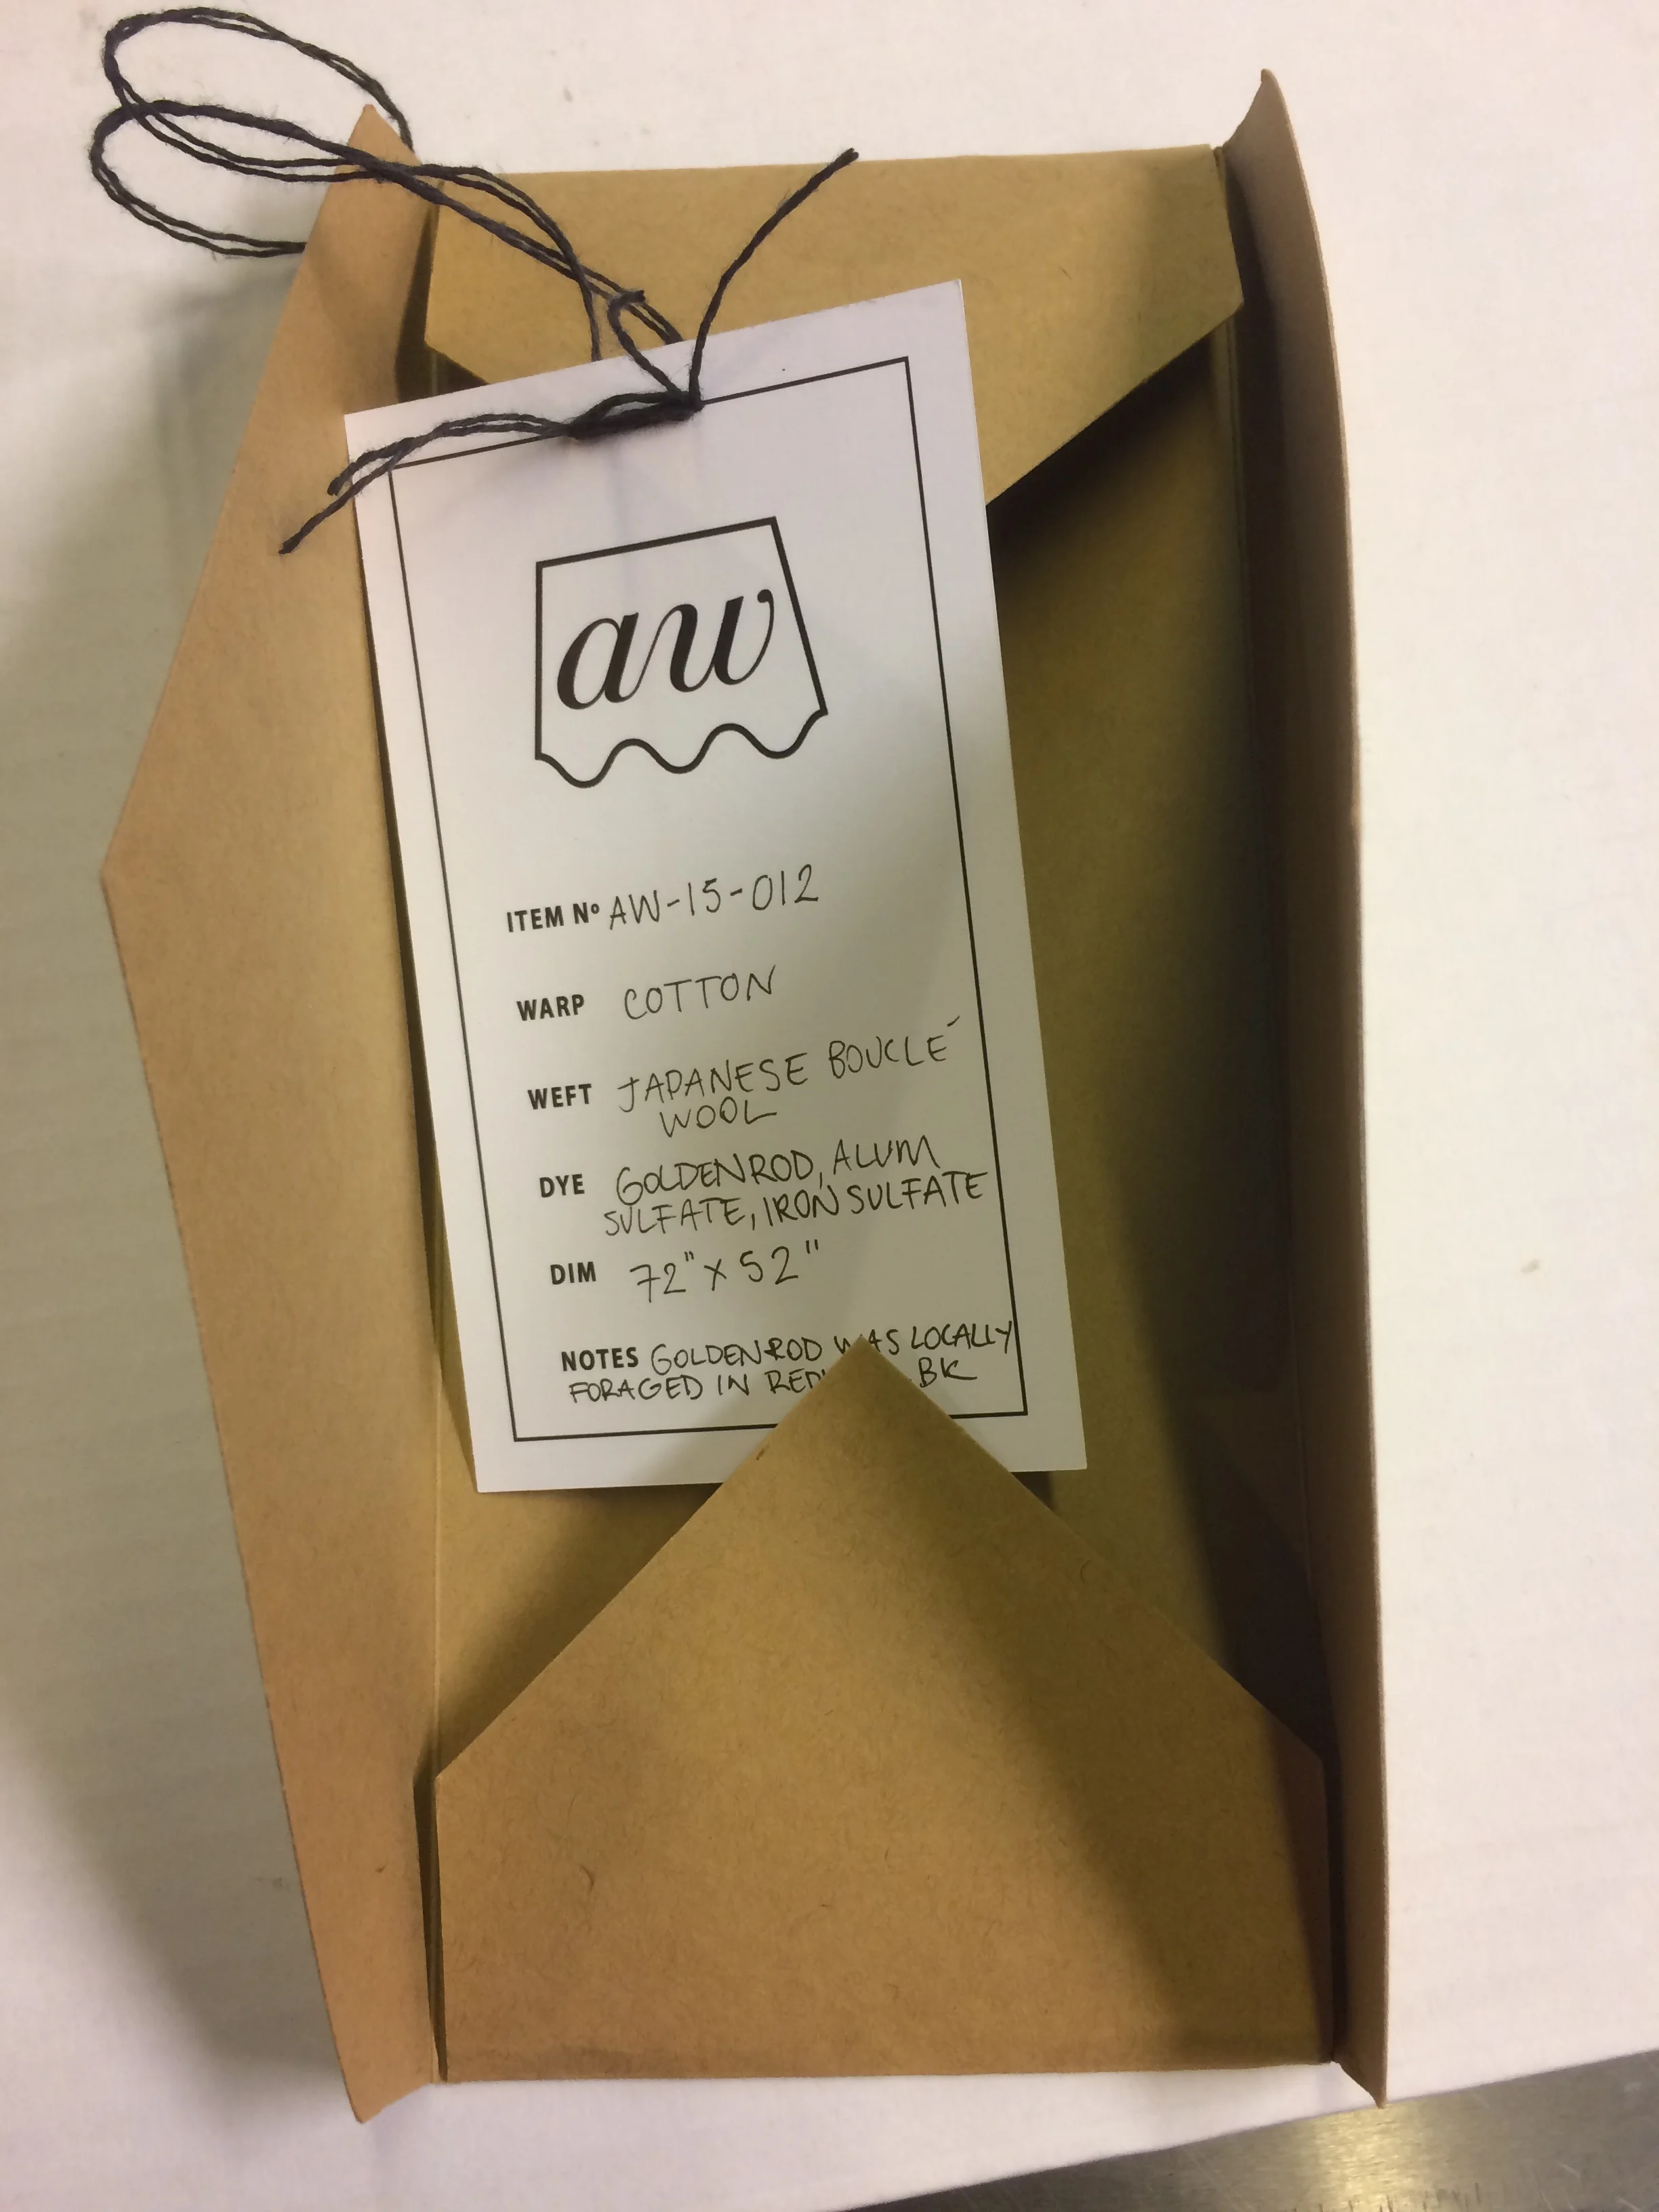 aw
ITEM Nº AW-15-012
WARP COTTON
WEFT JAPANESE BOUCLÉ
WOOL
DYE GOLDENROD, ALUM
SULFATE, IRON SULFATE
DIM 72" X 52"
NOTES GOLDENROD WAS LOCALLY
FORAGED IN BK